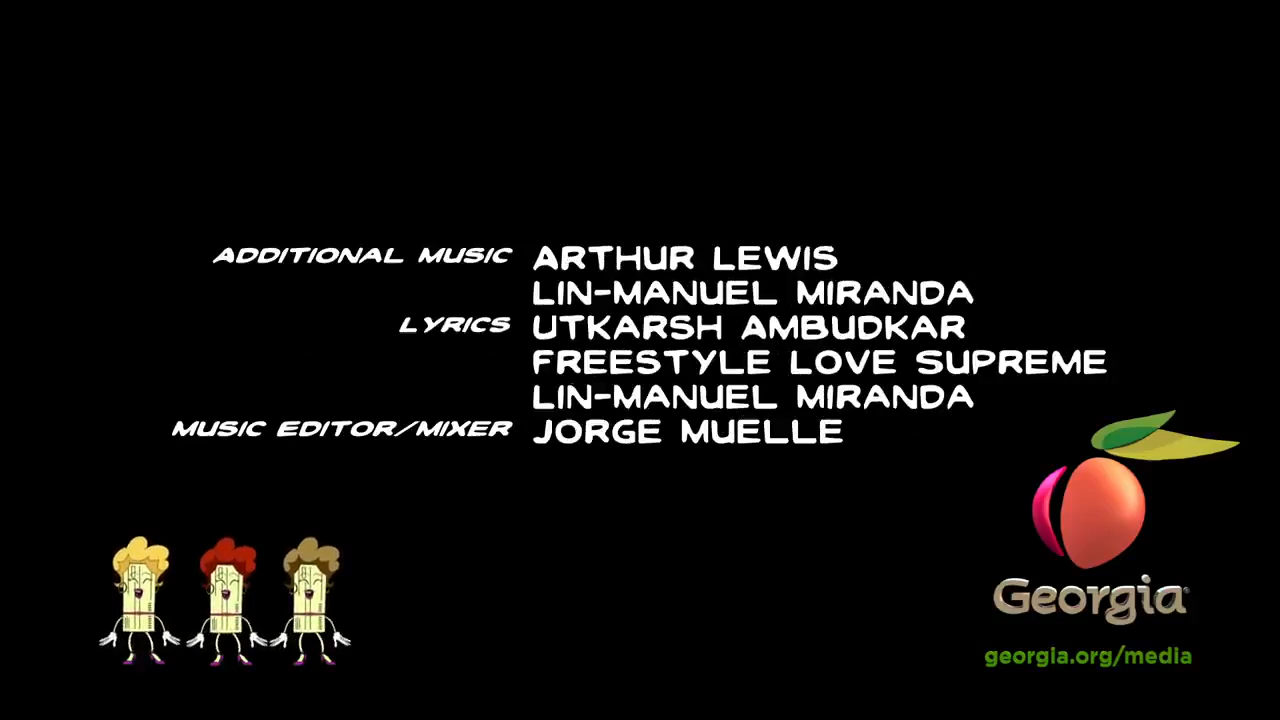 ADDITIONAL MUSIC ARTHUR LEWIS
LIN-MANUEL MIRANDA
LYRICS UTKARSH AMBUDKAR
FREESTYLE LOVE SUPREME
LIN-MANUEL MIRANDA
MUSIC EDITOR/MIXER JORGE MUELLE
Georgia
georgia.org/media